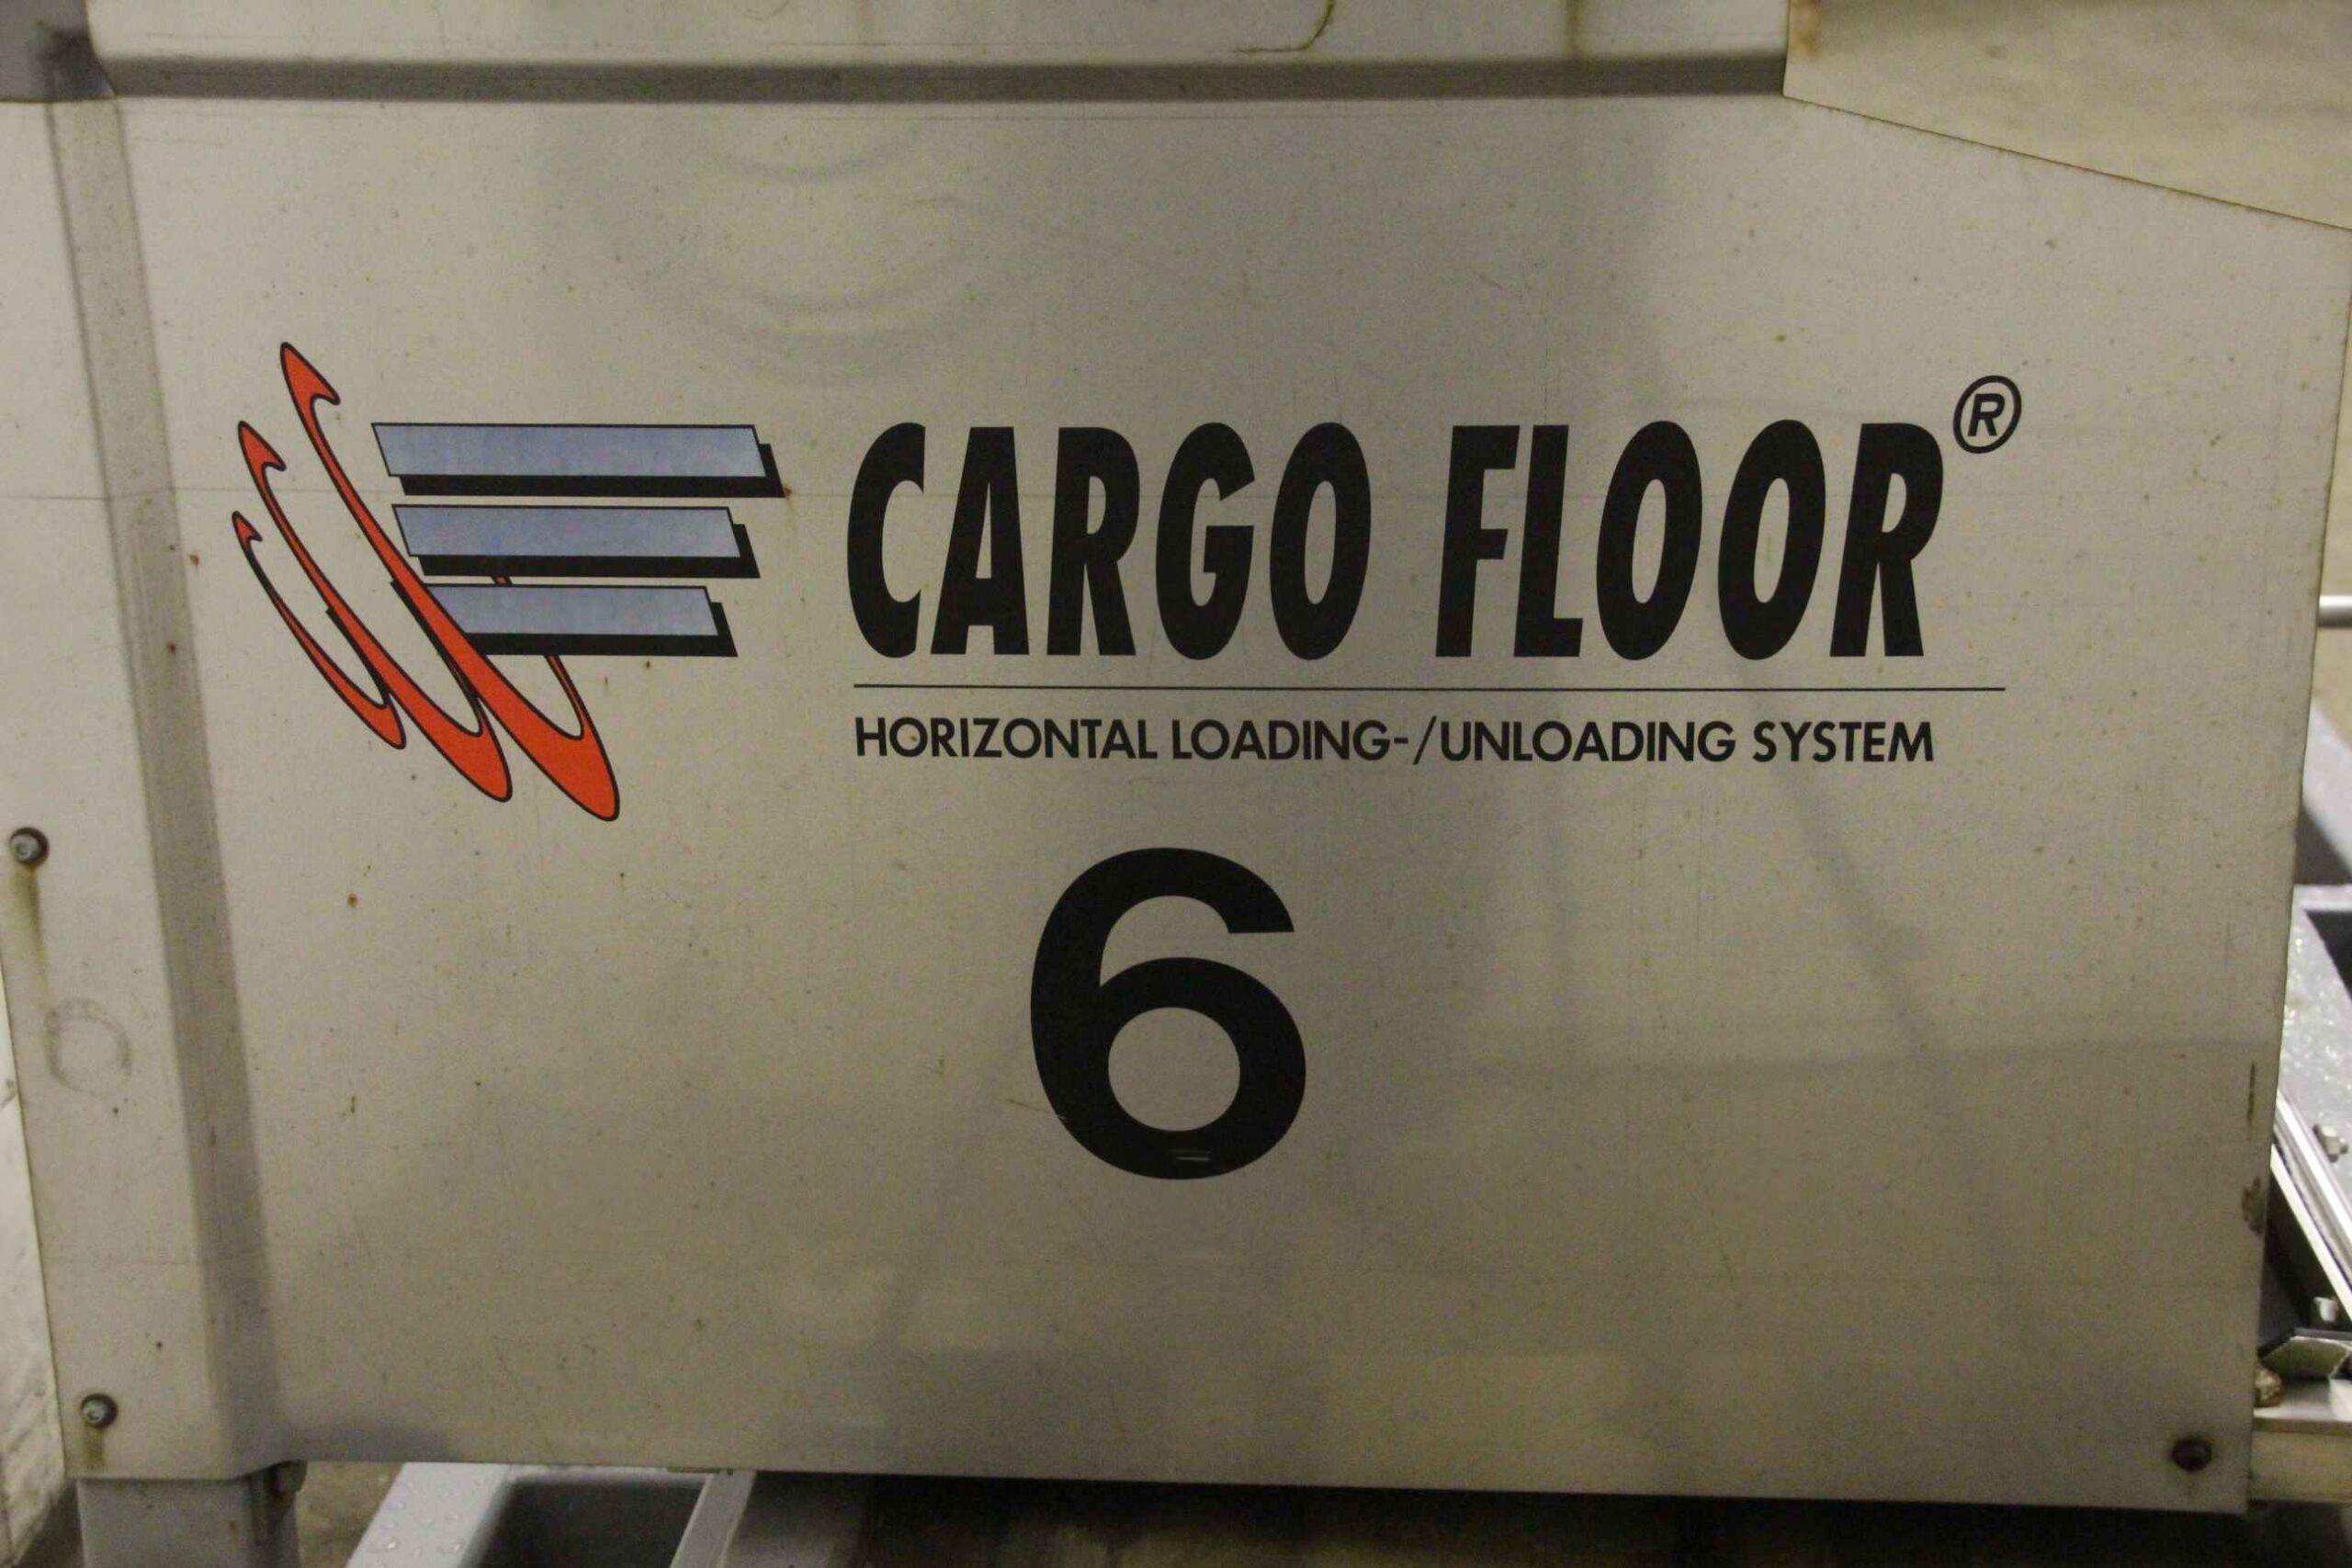 CARGO FLOOR®
HORIZONTAL LOADING-/UNLOADING SYSTEM
6